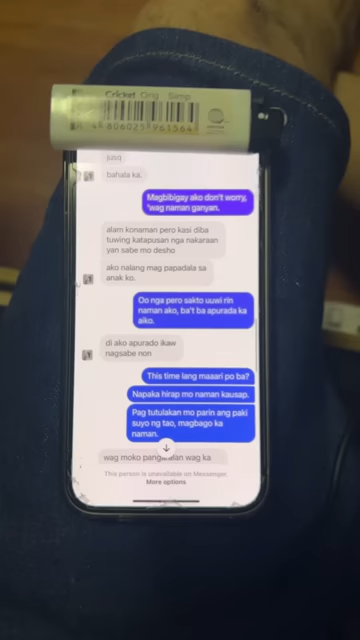 Cricket Orig Simp
4 806025 961564
jusq
bahala ka.
Magbibigay ako don't worry,
'wag naman ganyan.
alam konaman pero kasi diba
tuwing katapusan nga nakaraan
yan sabe mo desho
ako nalang mag papadala sa
anak ko.
Oo nga pero sakto uuwi rin
naman ako, ba't ba apurada ka
aiko.
di ako apurado ikaw
nagsabe non
This time lang maaari po ba?
Napaka hirap mo naman kausap.
Pag tutulakan mo parin ang paki
suyo ng tao, magbago ka
naman.
wag moko wag ka
This person is unavailable on Messenger.
More options